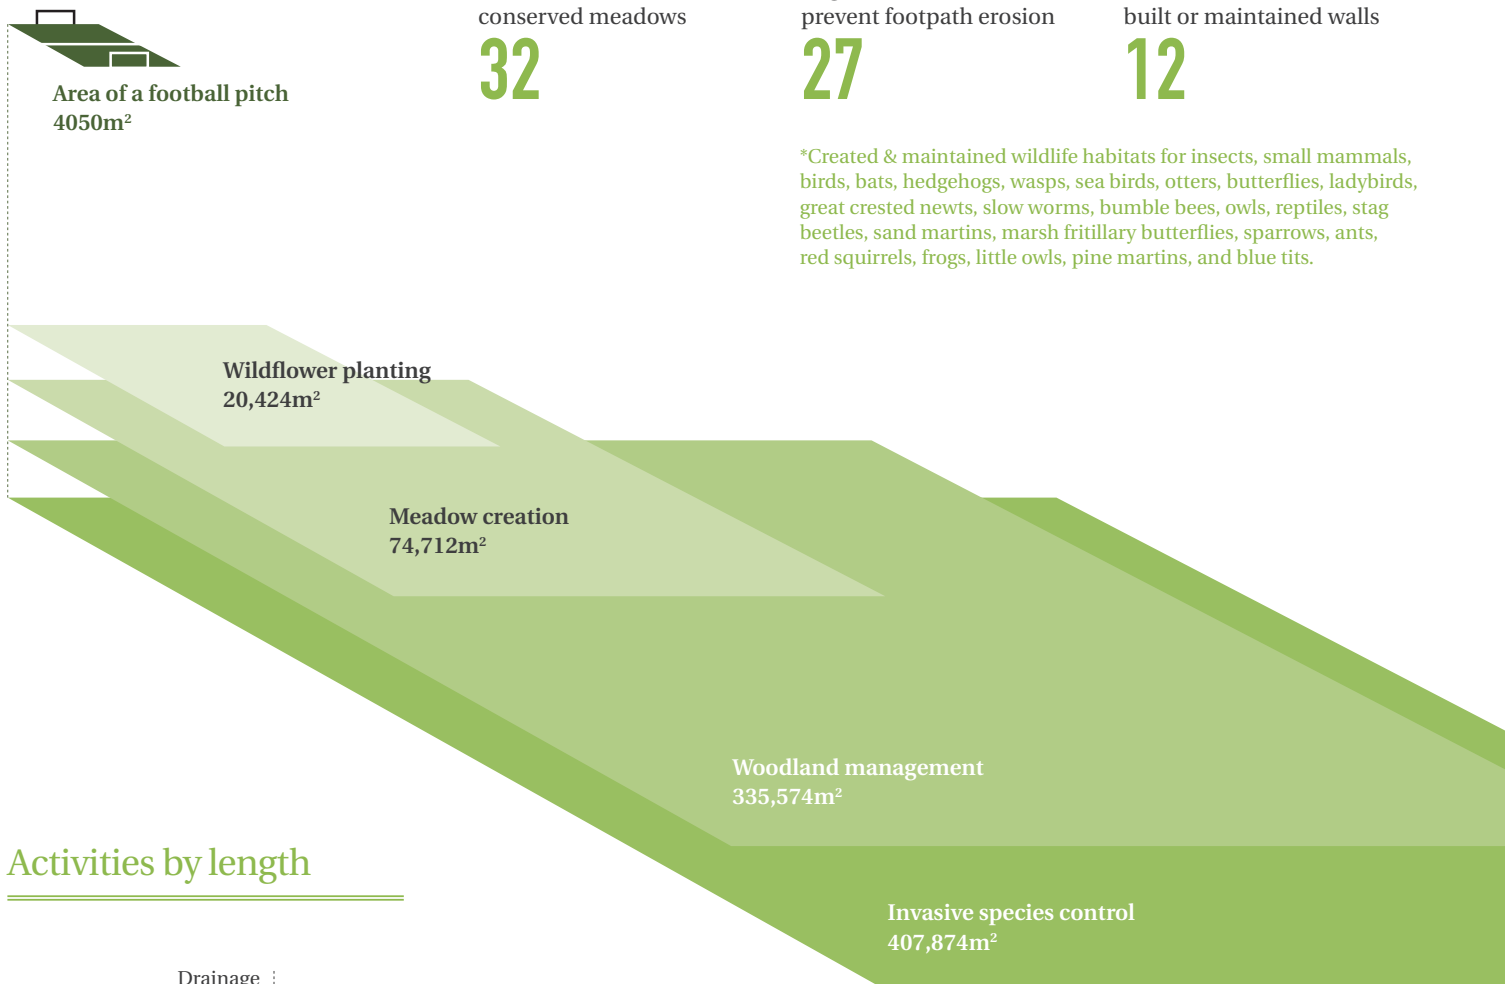 conserved meadows
32
prevent footpath erosion
27
built or maintained walls
12
Area of a football pitch
4050m²
*Created & maintained wildlife habitats for insects, small mammals,
birds, bats, hedgehogs, wasps, sea birds, otters, butterflies, ladybirds,
great crested newts, slow worms, bumble bees, owls, reptiles, stag
beetles, sand martins, marsh fritillary butterflies, sparrows, ants,
red squirrels, frogs, little owls, pine martins, and blue tits.
Wildflower planting
20,424m²
Meadow creation
74,712m²
Woodland management
335,574m²
Invasive species control
407,874m²
Activities by length
Drainage